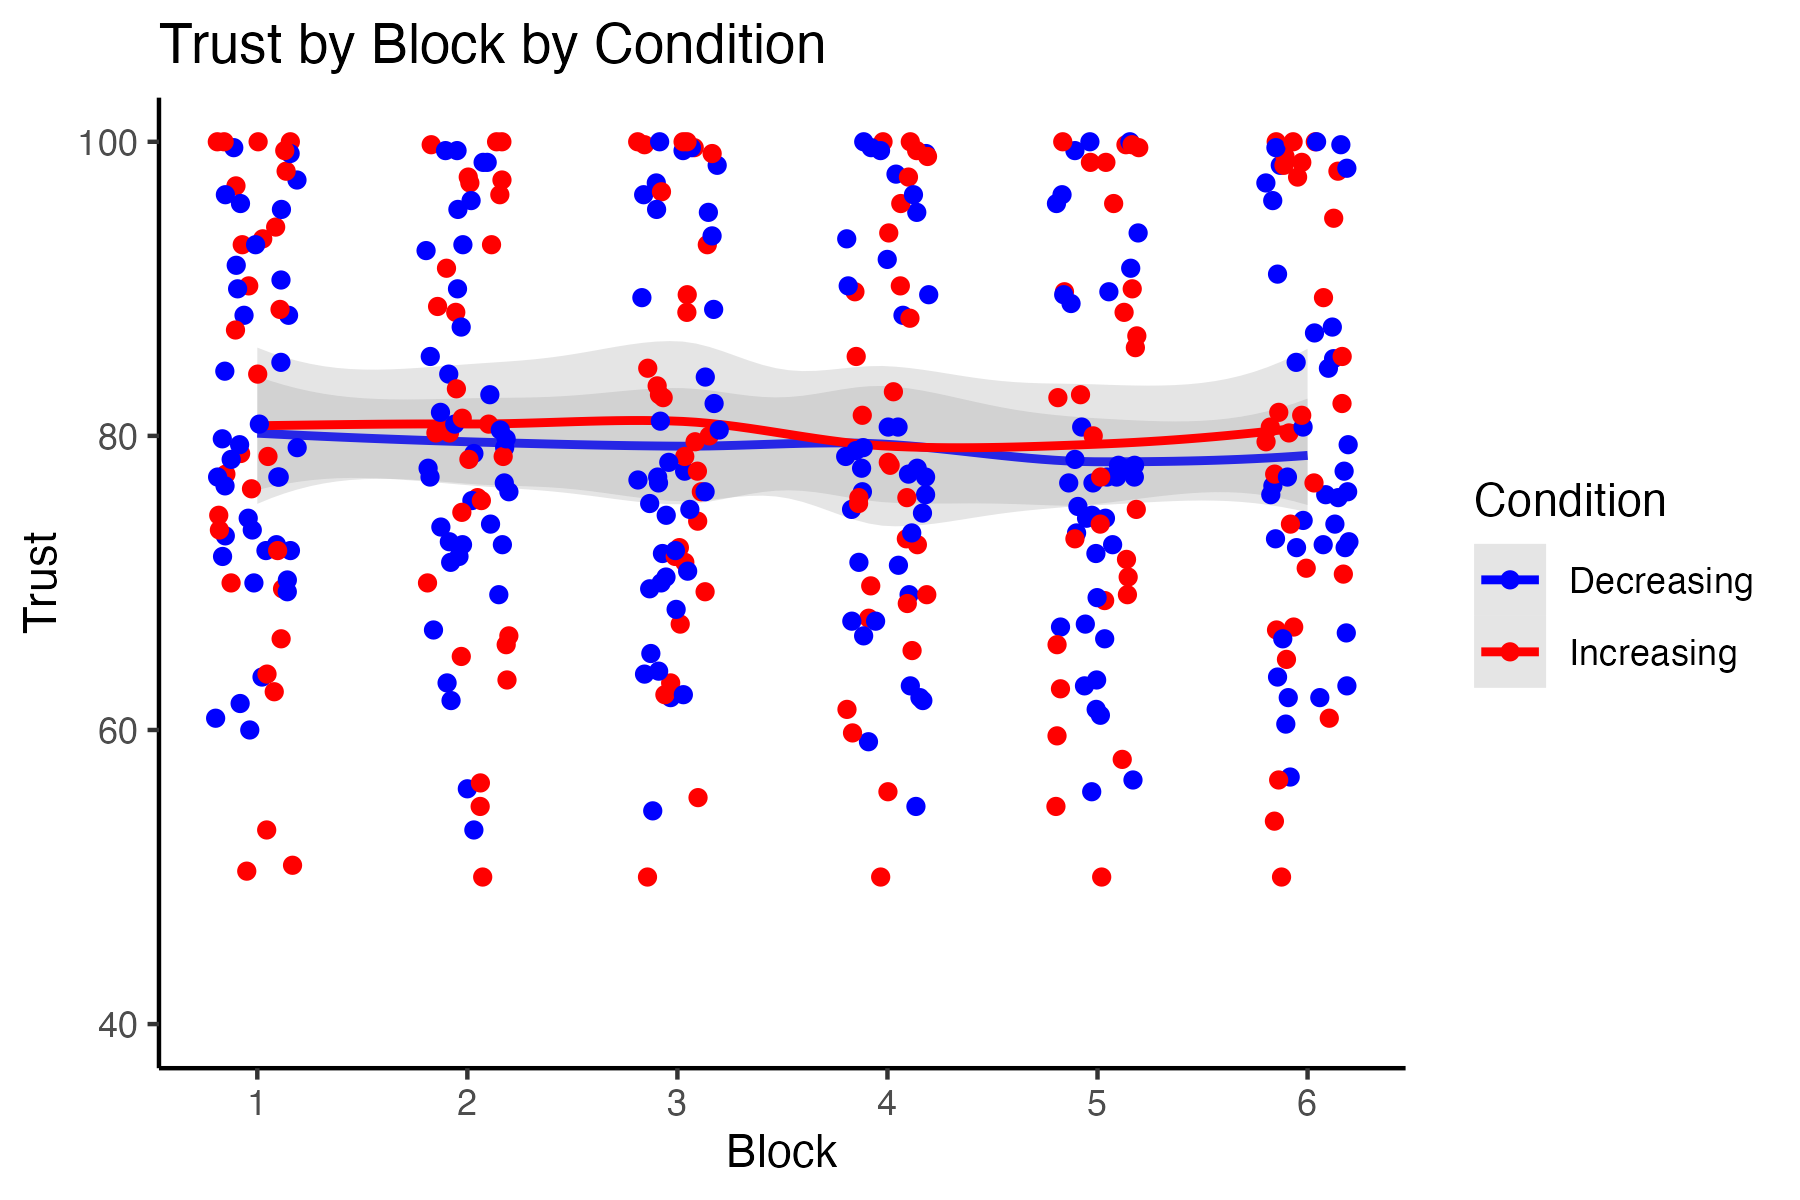 Trust by Block by Condition
Trust
100
80
60
40
1 2 3 4 5 6
Block
Condition
Decreasing
Increasing